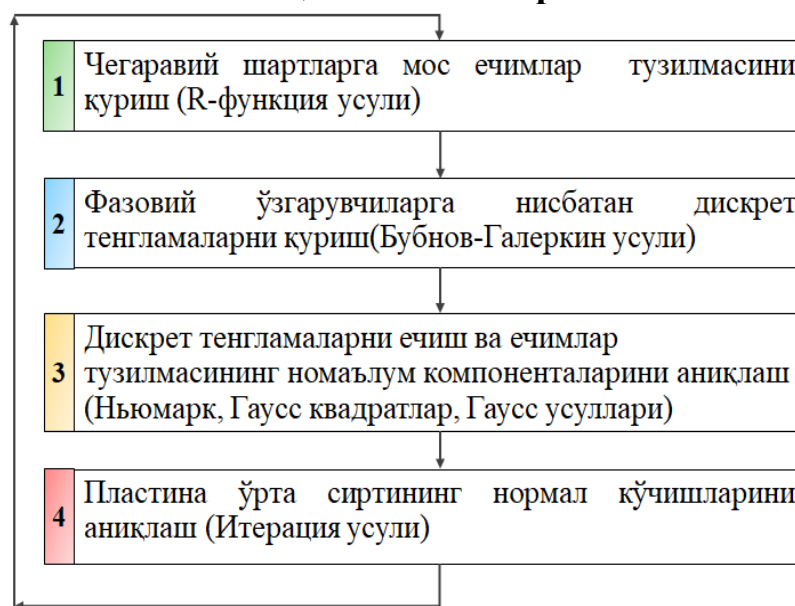 1
Чегаравий шартларга мос ечимлар тузилмасини
қуриш (R-функция усули)
2
Фазовий ўзгарувчиларга нисбатан дискрет
тенгламаларни қуриш(Бубнов-Галеркин усули)
3
Дискрет тенгламаларни ечиш ва ечимлар
тузилмасининг номаълум компоненталарини аниқлаш
(Ньюмарк, Гаусс квадратлар, Гаусс усуллари)
4
Пластина ўрта сиртининг нормал кўчишларини
аниқлаш (Итерация усули)